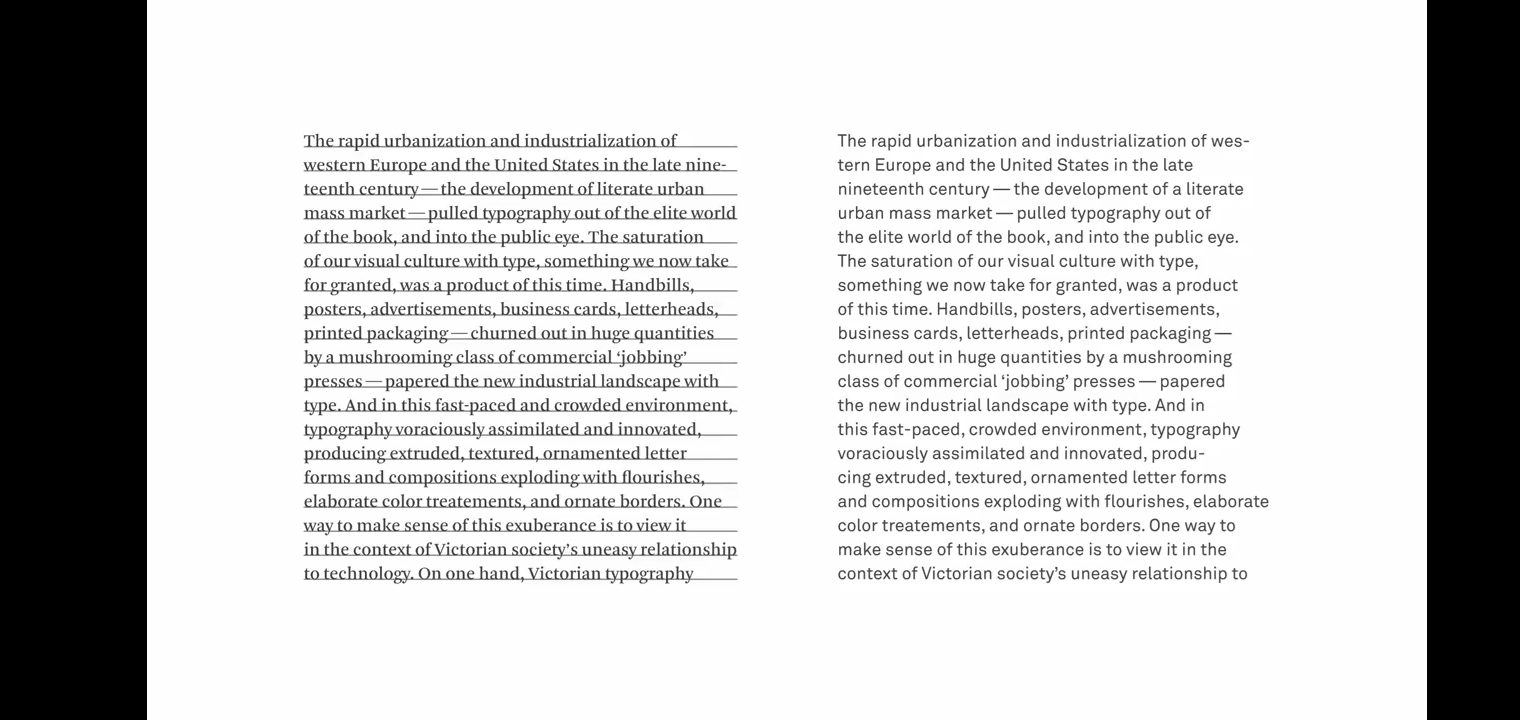 The rapid urbanization and industrialization of
western Europe and the United States in the late nine-
teenth century — the development of literate urban
mass market — pulled typography out of the elite world
of the book, and into the public eye. The saturation
of our visual culture with type, something we now take
for granted, was a product of this time. Handbills,
posters, advertisements, business cards, letterheads,
printed packaging — churned out in huge quantities
by a mushrooming class of commercial ‘jobbing’
presses — papered the new industrial landscape with
type. And in this fast-paced and crowded environment,
typography voraciously assimilated and innovated,
producing extruded, textured, ornamented letter
forms and compositions exploding with flourishes,
elaborate color treatements, and ornate borders. One
way to make sense of this exuberance is to view it
in the context of Victorian society’s uneasy relationship
to technology. On one hand, Victorian typography
The rapid urbanization and industrialization of wes-
tern Europe and the United States in the late
nineteenth century — the development of a literate
urban mass market — pulled typography out of
the elite world of the book, and into the public eye.
The saturation of our visual culture with type,
something we now take for granted, was a product
of this time. Handbills, posters, advertisements,
business cards, letterheads, printed packaging —
churned out in huge quantities by a mushrooming
class of commercial ‘jobbing’ presses — papered
the new industrial landscape with type. And in
this fast-paced, crowded environment, typography
voraciously assimilated and innovated, produ-
cing extruded, textured, ornamented letter forms
and compositions exploding with flourishes, elaborate
color treatements, and ornate borders. One way to
make sense of this exuberance is to view it in the
context of Victorian society’s uneasy relationship to